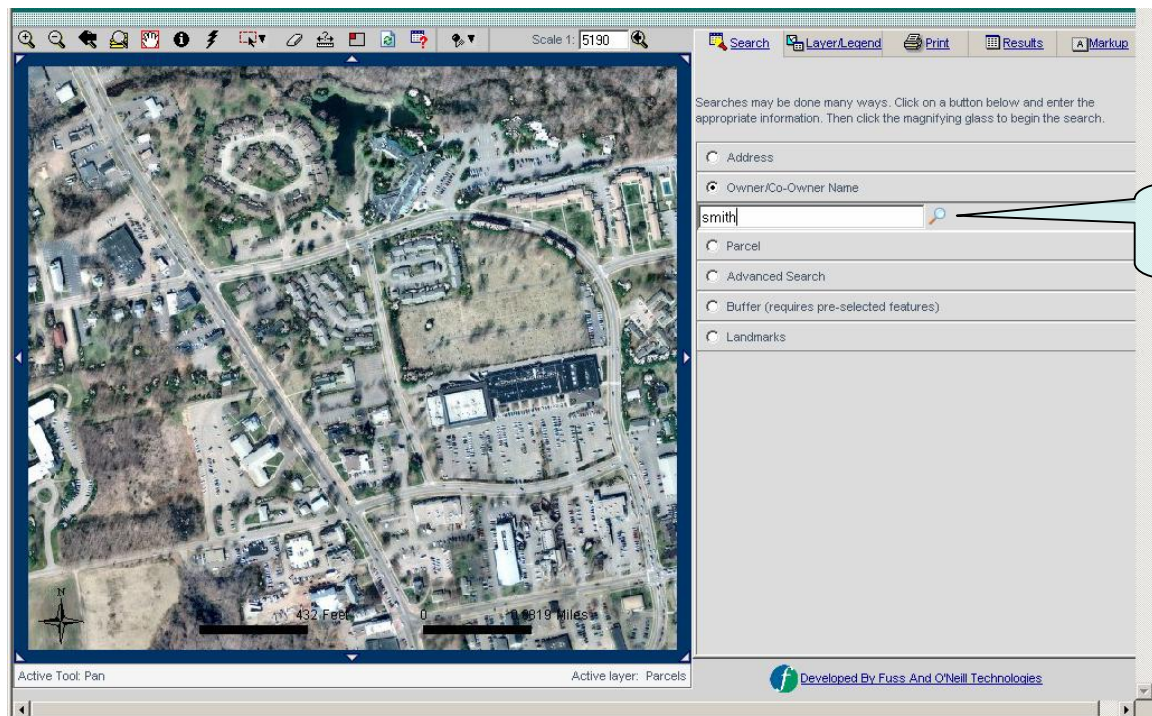 Scale 1: 5190
Search Layer/Legend Print Results A Markup
Searches may be done many ways. Click on a button below and enter the
appropriate information. Then click the magnifying glass to begin the search.
Address
Owner/Co-Owner Name
smith
Parcel
Advanced Search
Buffer (requires pre-selected features)
Landmarks
N
432 Feet 0 Miles
Active Tool: Pan Active layer: Parcels
f Developed By Fuss And O'Neill Technologies